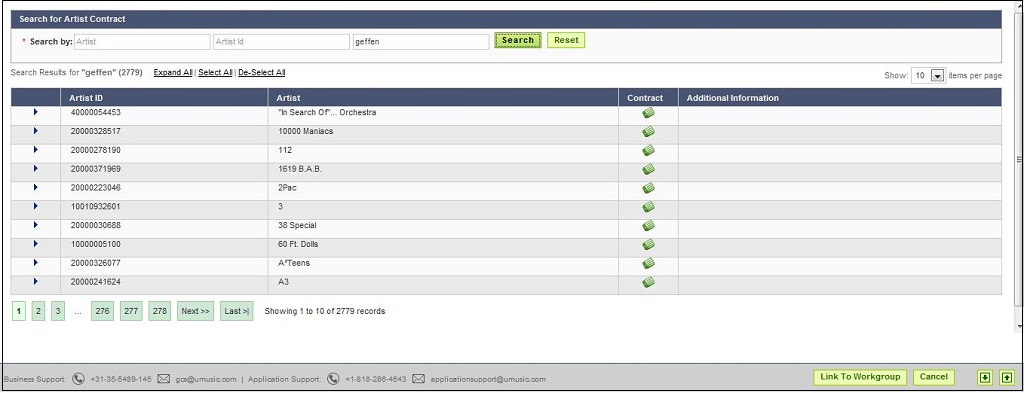 Search for Artist Contract
* Search by: Artist Artist Id geffen Search Reset
Search Results for "geffen" (2779) Expand All | Select All | De-Select All Show: 10 items per page
Artist ID Artist Contract Additional Information
40000054453 "In Search Of"... Orchestra
20000328517 10000 Maniacs
20000278190 112
20000371969 1619 B.A.B.
20000223046 2Pac
10010932601 3
20000030688 38 Special
10000005100 60 Ft. Dolls
20000326077 A*Teens
20000241624 A3
1 2 3 ... 276 277 278 Next >> Last >| Showing 1 to 10 of 2779 records
Business Support: +31-35-5489-145 gcs@umusic.com | Application Support: +1-818-286-4643 applicationsupport@umusic.com Link To Workgroup Cancel